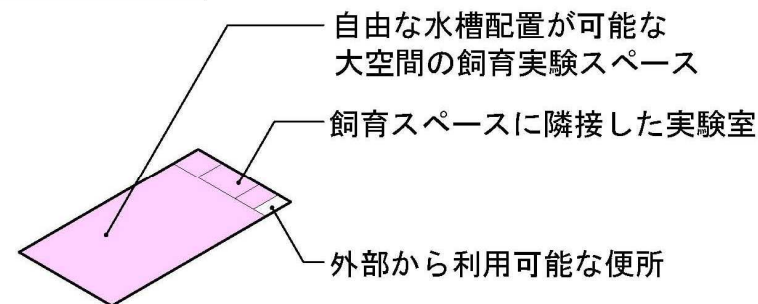 自由な水槽配置が可能な
大空間の飼育実験スペース
飼育スペースに隣接した実験室
外部から利用可能な便所